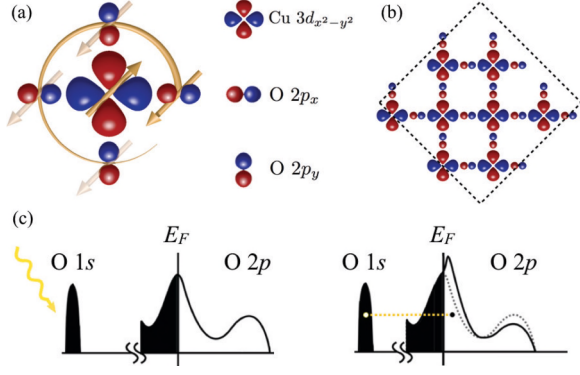 (a)
Cu 3d_{x²−y²}
O 2p_x
O 2p_y
(b)
(c)
O 1s
E_F
O 2p
O 1s
E_F
O 2p